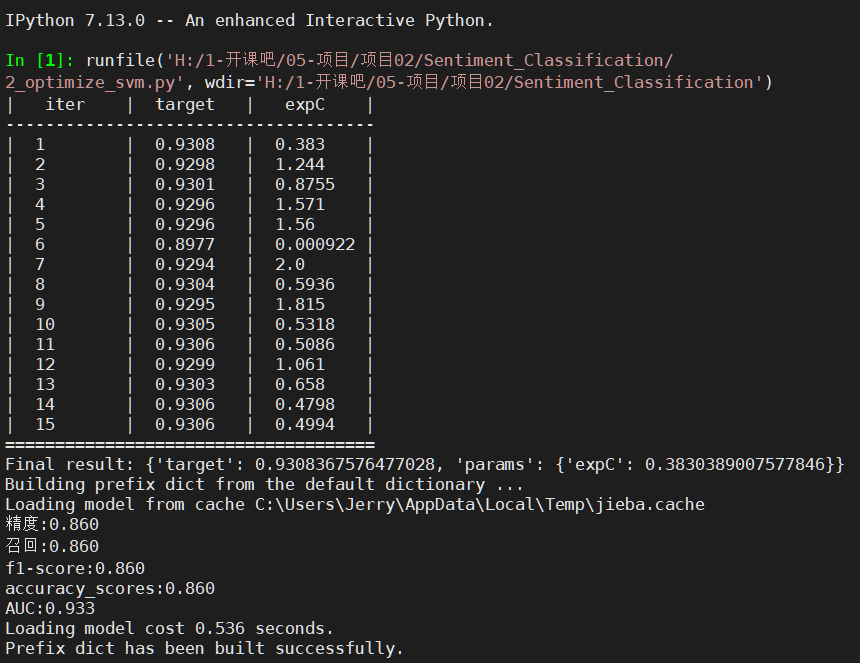 IPython 7.13.0 -- An enhanced Interactive Python.
In [1]: runfile('H:/1-开课吧/05-项目/项目02/Sentiment_Classification/
2_optimize_svm.py', wdir='H:/1-开课吧/05-项目/项目02/Sentiment_Classification')
| iter | target | expC |
-------------------------------------
| 1 | 0.9308 | 0.383 |
| 2 | 0.9298 | 1.244 |
| 3 | 0.9301 | 0.8755 |
| 4 | 0.9296 | 1.571 |
| 5 | 0.9296 | 1.56 |
| 6 | 0.8977 | 0.000922 |
| 7 | 0.9294 | 2.0 |
| 8 | 0.9304 | 0.5936 |
| 9 | 0.9295 | 1.815 |
| 10 | 0.9305 | 0.5318 |
| 11 | 0.9306 | 0.5086 |
| 12 | 0.9299 | 1.061 |
| 13 | 0.9303 | 0.658 |
| 14 | 0.9306 | 0.4798 |
| 15 | 0.9306 | 0.4994 |
=====================================
Final result: {'target': 0.9308367576477028, 'params': {'expC': 0.3830389007577846}}
Building prefix dict from the default dictionary ...
Loading model from cache C:\Users\Jerry\AppData\Local\Temp\jieba.cache
精度:0.860
召回:0.860
f1-score:0.860
accuracy_scores:0.860
AUC:0.933
Loading model cost 0.536 seconds.
Prefix dict has been built successfully.